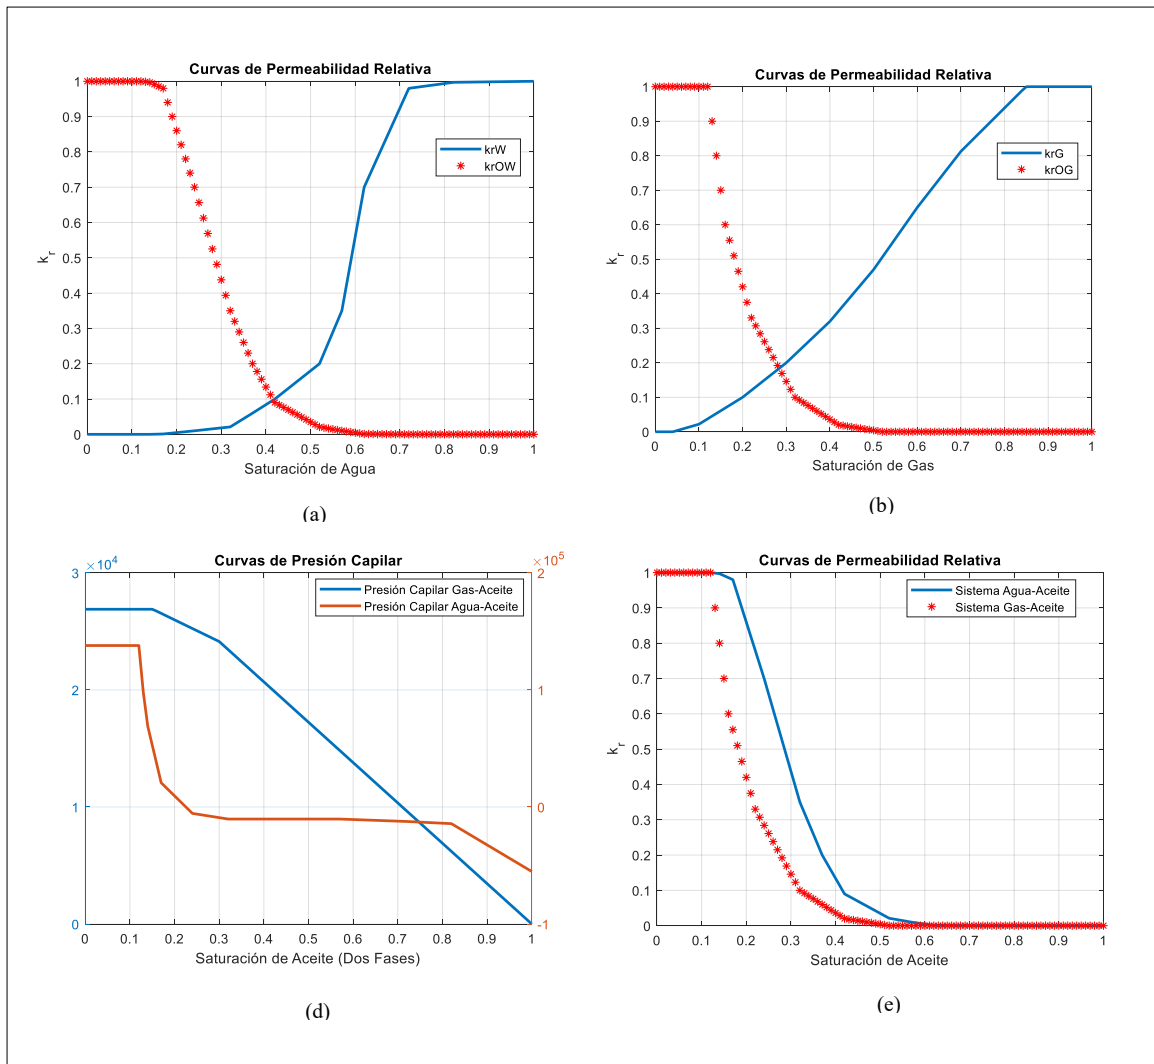 Curvas de Permeabilidad Relativa
1
0.9
0.8
0.7
0.6
0.5
0.4
0.3
0.2
0.1
0
k_r
krW
krOW
0 0.1 0.2 0.3 0.4 0.5 0.6 0.7 0.8 0.9 1
Saturación de Agua
(a)
Curvas de Permeabilidad Relativa
1
0.9
0.8
0.7
0.6
0.5
0.4
0.3
0.2
0.1
0
k_r
krG
krOG
0 0.1 0.2 0.3 0.4 0.5 0.6 0.7 0.8 0.9 1
Saturación de Gas
(b)
Curvas de Presión Capilar
×10^4
×10^5
3
2
1
0
2
1
0
-1
Presión Capilar Gas-Aceite
Presión Capilar Agua-Aceite
0 0.1 0.2 0.3 0.4 0.5 0.6 0.7 0.8 0.9 1
Saturación de Aceite (Dos Fases)
(d)
Curvas de Permeabilidad Relativa
1
0.9
0.8
0.7
0.6
0.5
0.4
0.3
0.2
0.1
0
k_r
Sistema Agua-Aceite
Sistema Gas-Aceite
0 0.1 0.2 0.3 0.4 0.5 0.6 0.7 0.8 0.9 1
Saturación de Aceite
(e)